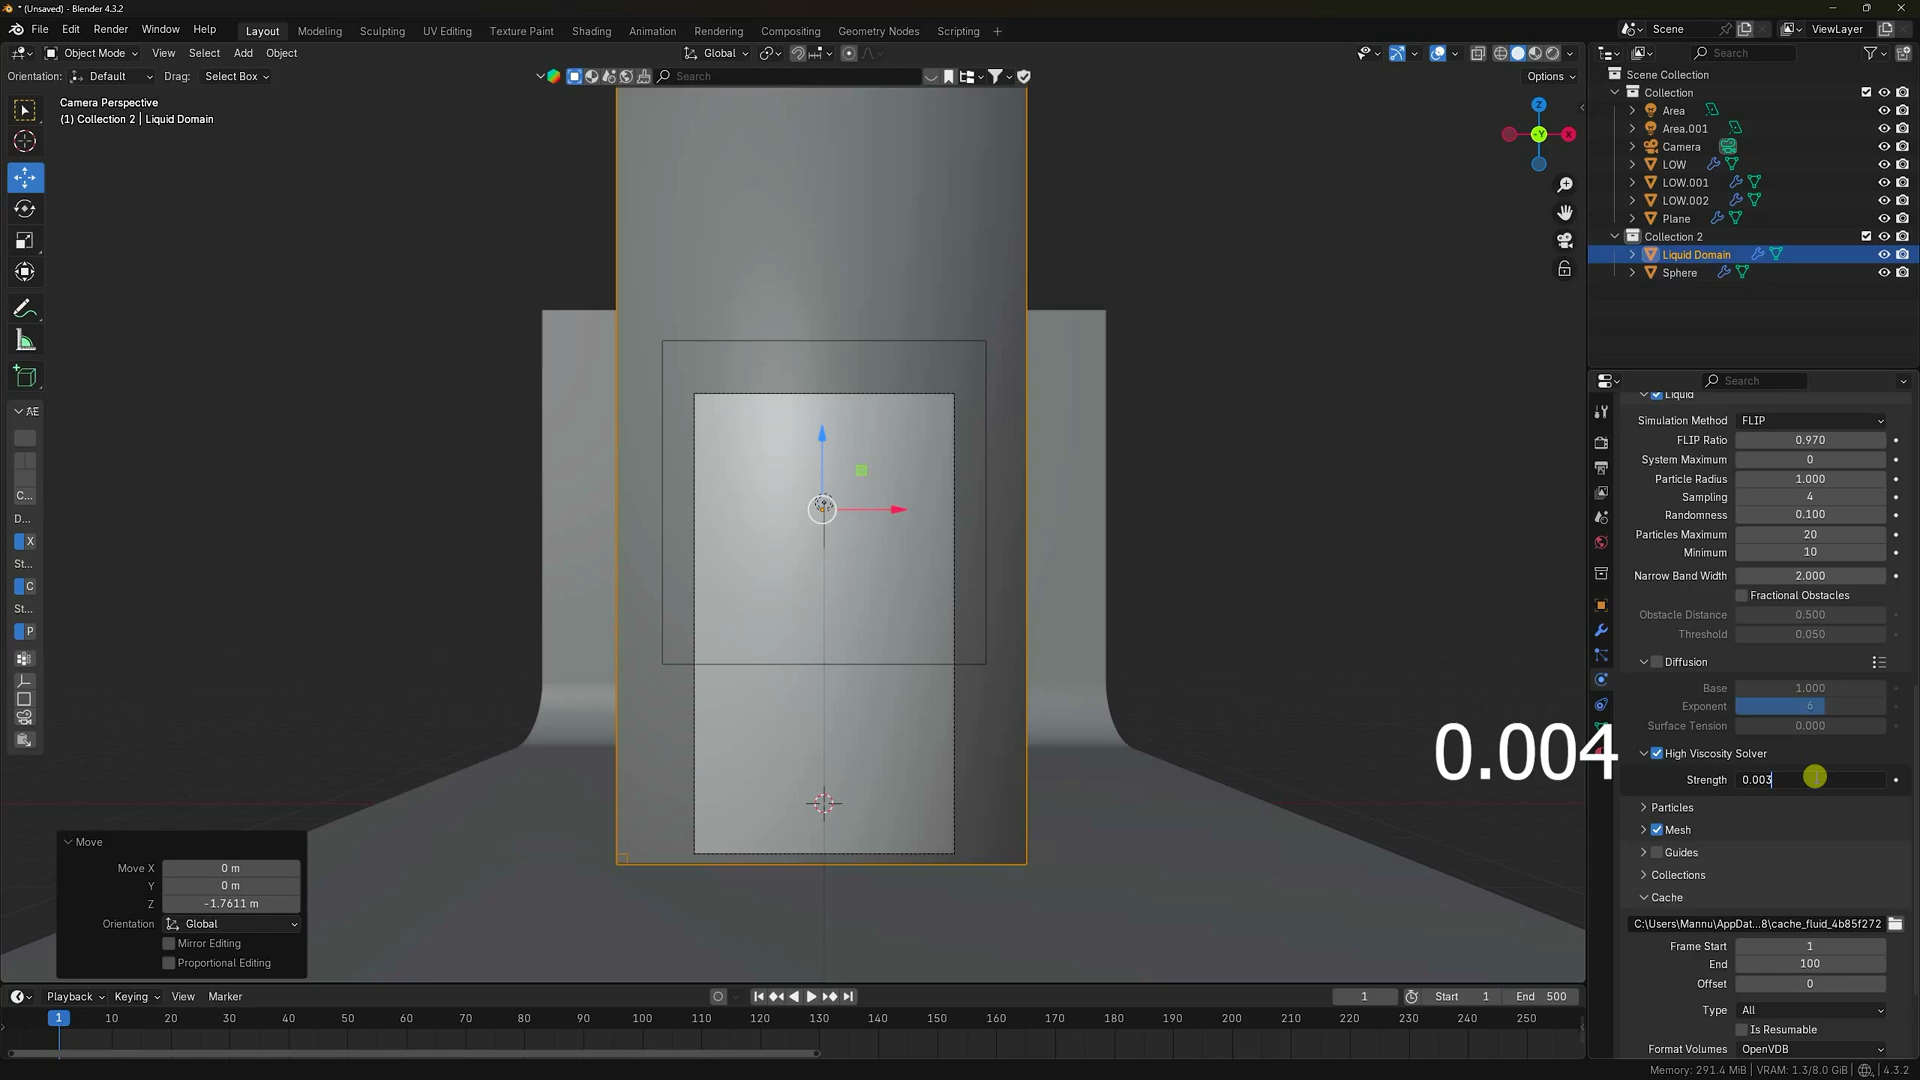 * (Unsaved) - Blender 4.3.2
File Edit Render Window Help
Layout Modeling Sculpting UV Editing Texture Paint Shading Animation Rendering Compositing Geometry Nodes Scripting
Scene
ViewLayer
Object Mode View Select Add Object
Global
Search
Orientation: Default Drag: Select Box
Search
Options
Camera Perspective
(1) Collection 2 | Liquid Domain
Z
-Y
X
Scene Collection
Collection
Area
Area.001
Camera
LOW
LOW.001
LOW.002
Plane
Collection 2
Liquid Domain
Sphere
AE
C...
D...
X
St...
C
St...
P
Search
Liquid
Simulation Method FLIP
FLIP Ratio 0.970
System Maximum 0
Particle Radius 1.000
Sampling 4
Randomness 0.100
Particles Maximum 20
Minimum 10
Narrow Band Width 2.000
Fractional Obstacles
Obstacle Distance 0.500
Threshold 0.050
Diffusion
Base 1.000
Exponent 6
Surface Tension 0.000
High Viscosity Solver
Strength 0.003
0.004
Particles
Mesh
Guides
Collections
Cache
C:\Users\Mannu\AppDat...8\cache_fluid_4b85f272
Frame Start 1
End 100
Offset 0
Type All
Is Resumable
Format Volumes OpenVDB
Move
Move X 0 m
Y 0 m
Z -1.7611 m
Orientation Global
Mirror Editing
Proportional Editing
Playback Keying View Marker
1 Start 1 End 500
1 10 20 30 40 50 60 70 80 90 100 110 120 130 140 150 160 170 180 190 200 210 220 230 240 250
Memory: 291.4 MiB | VRAM: 1.3/8.0 GiB | 4.3.2